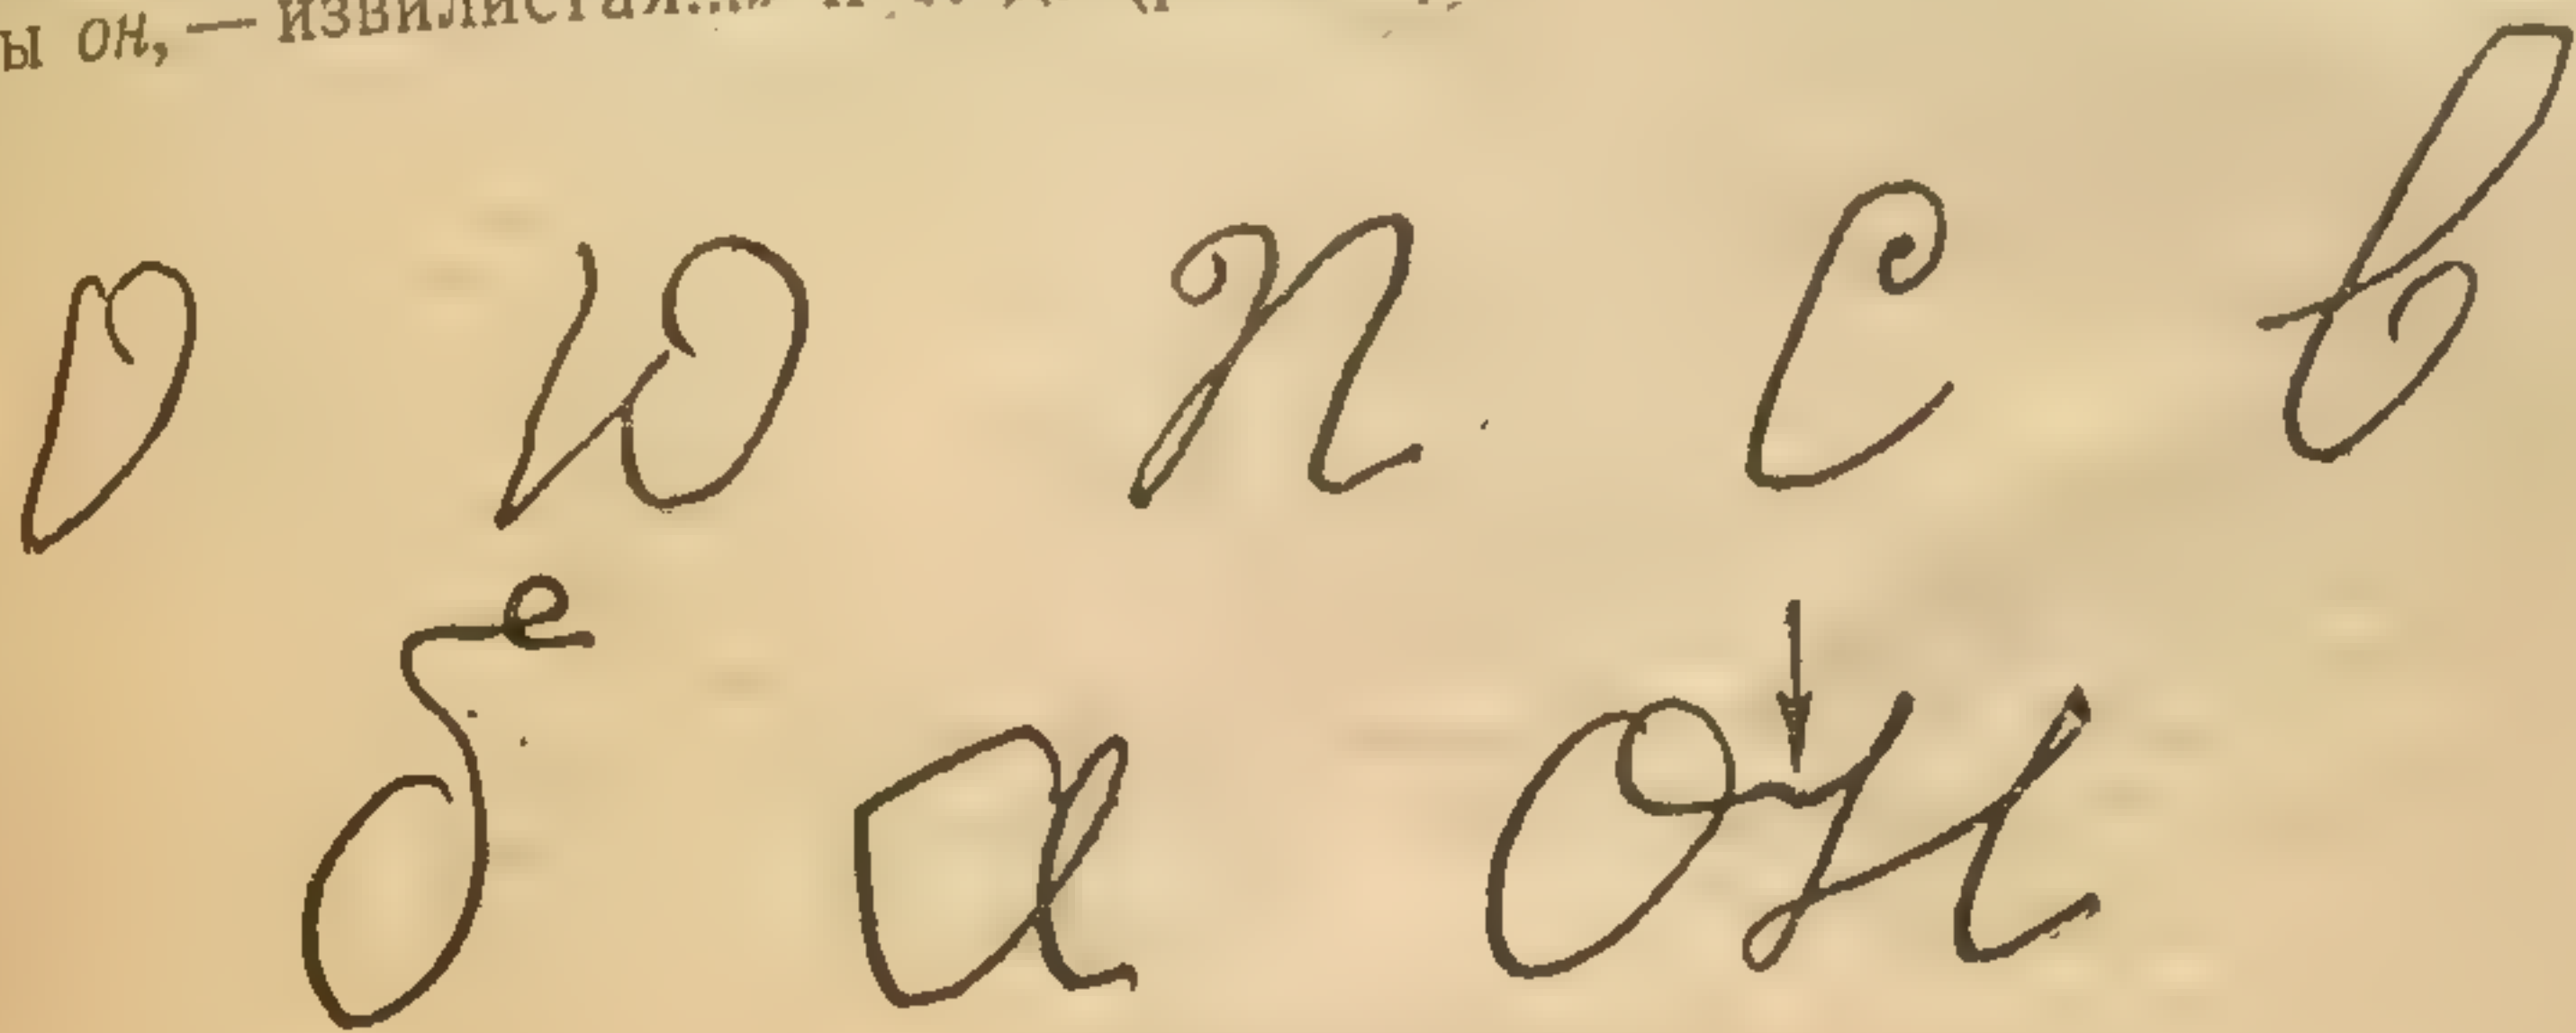 ы он, — извилистая
о ю п с в
б а он